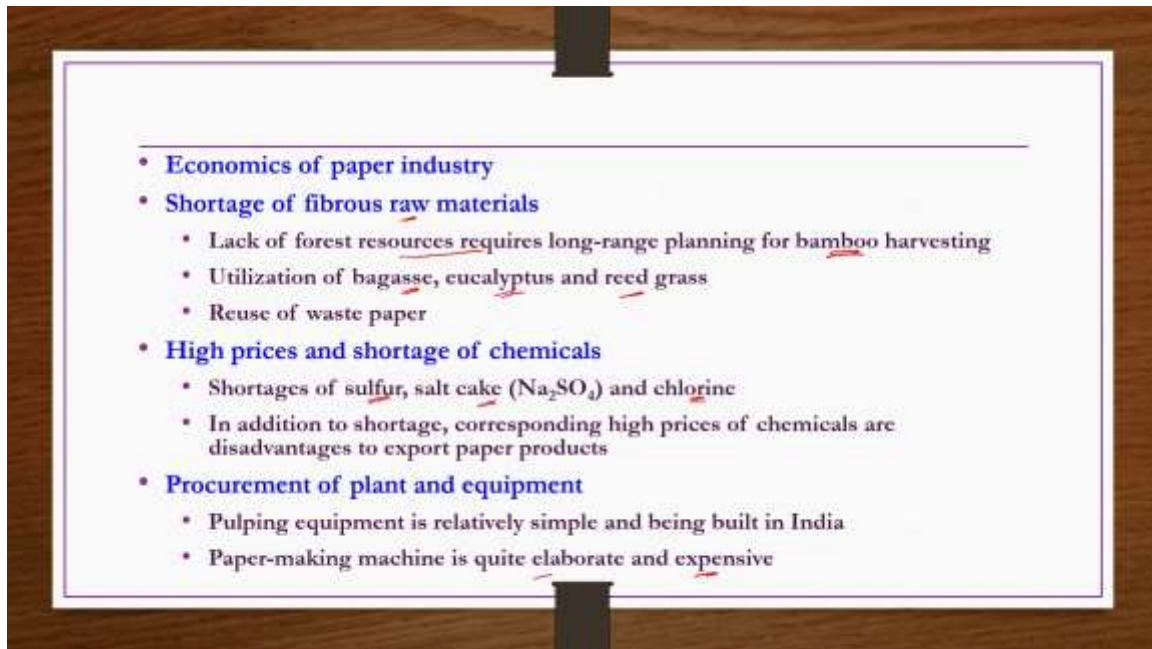 • Economics of paper industry
• Shortage of fibrous raw materials
• Lack of forest resources requires long-range planning for bamboo harvesting
• Utilization of bagasse, eucalyptus and reed grass
• Reuse of waste paper
• High prices and shortage of chemicals
• Shortages of sulfur, salt cake (Na₂SO₄) and chlorine
• In addition to shortage, corresponding high prices of chemicals are
disadvantages to export paper products
• Procurement of plant and equipment
• Pulping equipment is relatively simple and being built in India
• Paper-making machine is quite elaborate and expensive